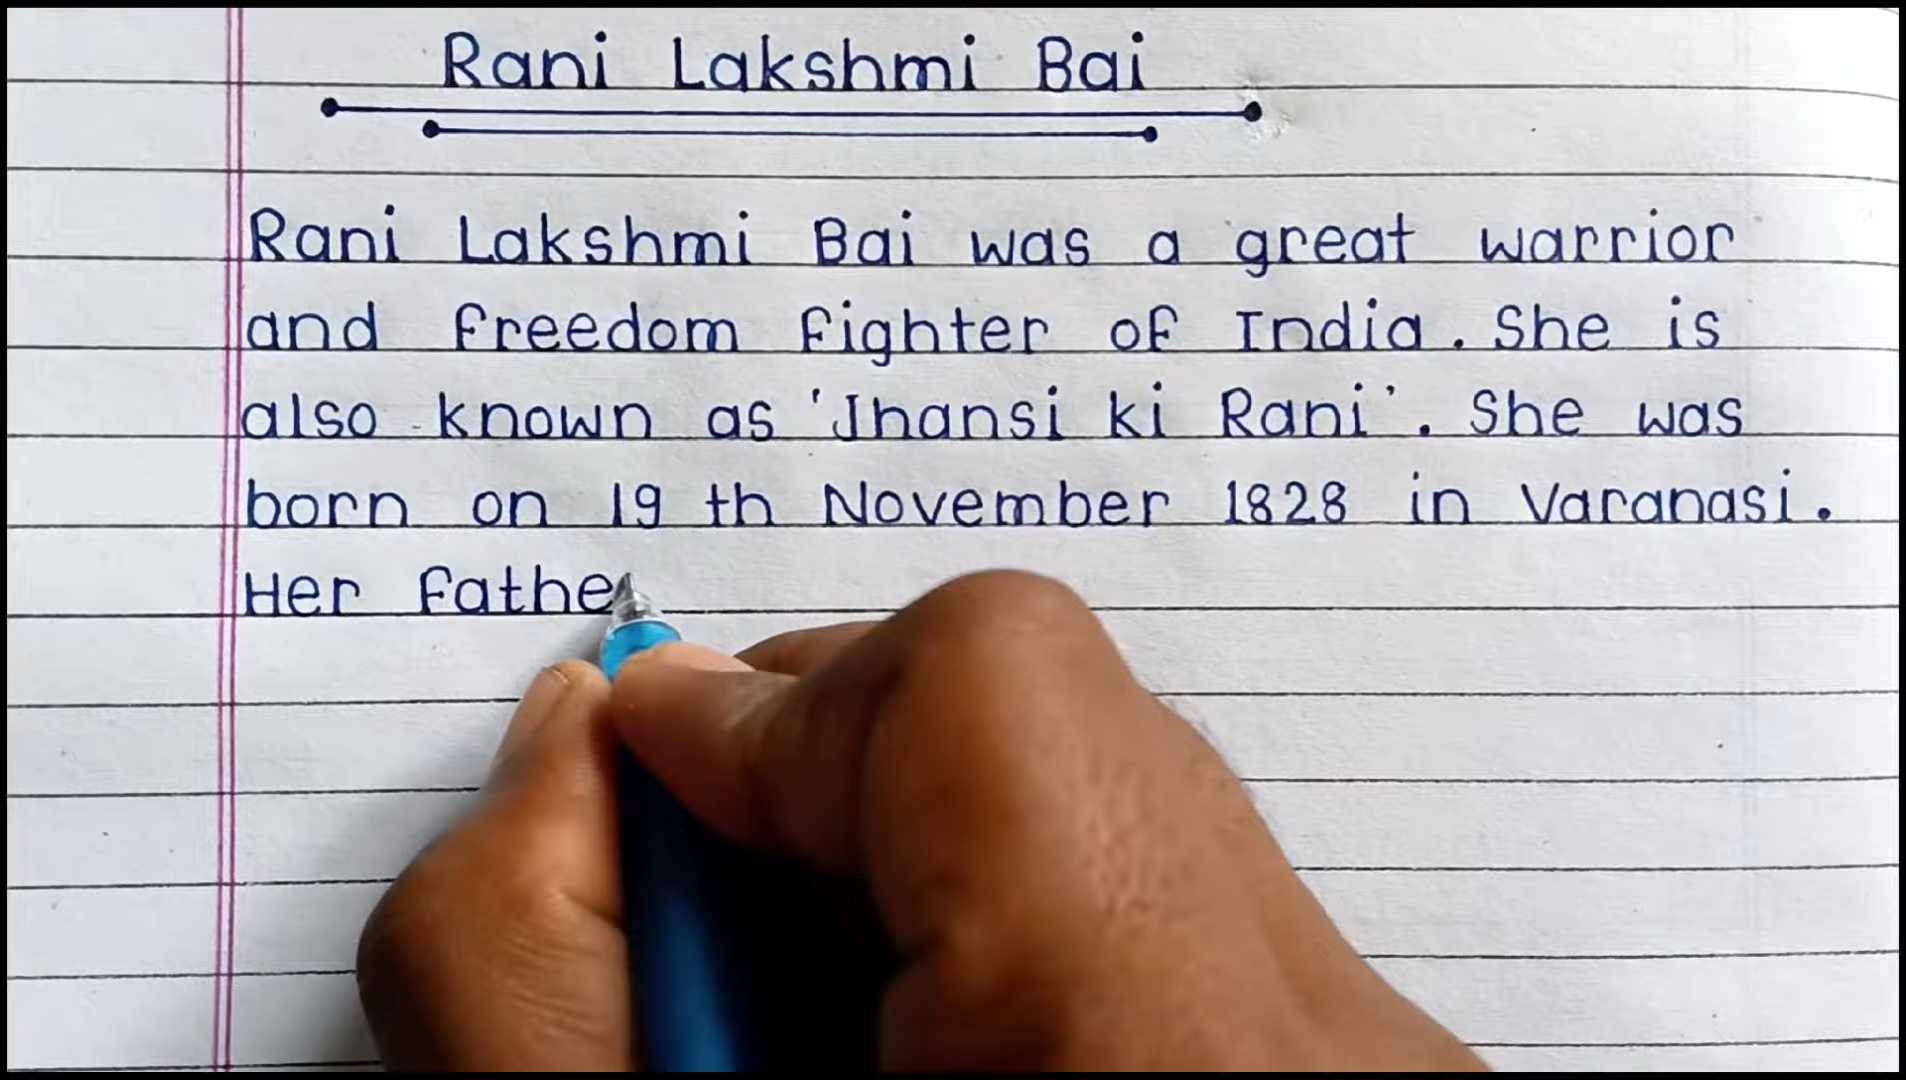 Rani Lakshmi Bai
Rani Lakshmi Bai was a great warrior
and freedom fighter of India. She is
also known as 'Jhansi ki Rani'. She was
born on 19 th November 1828 in Varanasi.
Her Fathe